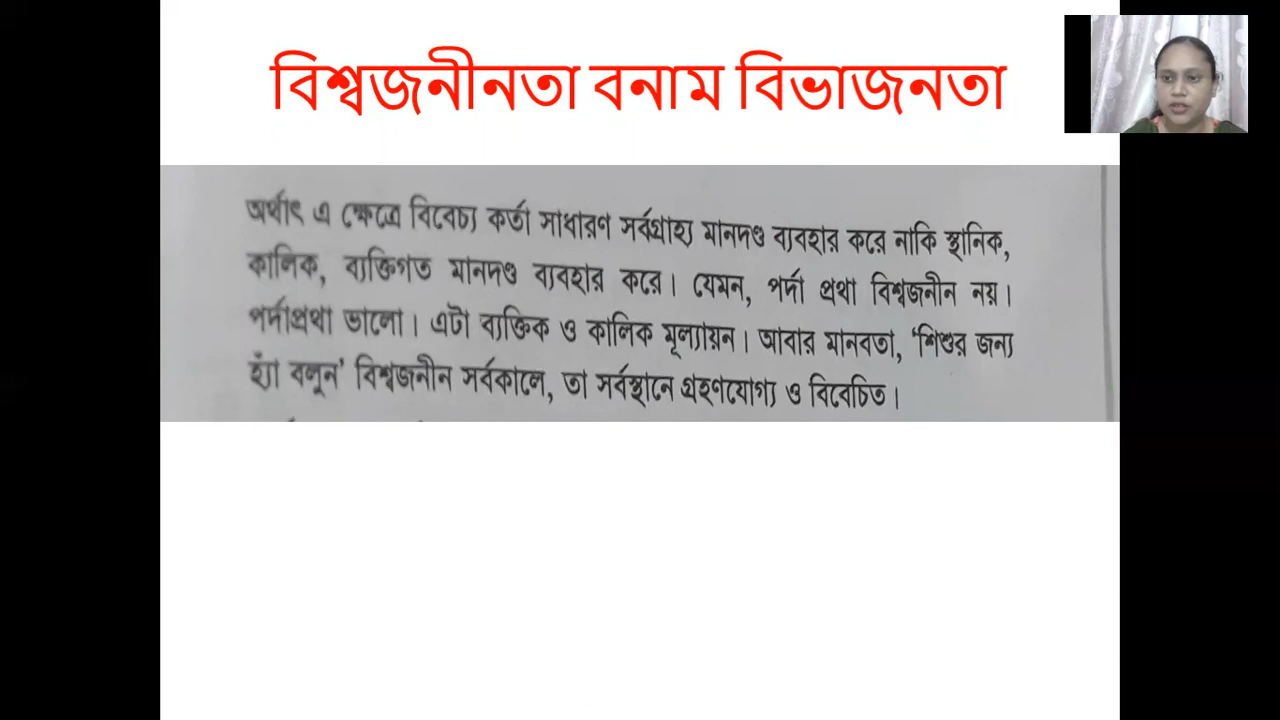 বিশ্বজনীনতা বনাম বিভাজনতা
অর্থাৎ এ ক্ষেত্রে বিবেচ্য কর্তা সাধারণ সর্বগ্রাহ্য মানদণ্ড ব্যবহার করে নাকি স্থানিক,
কালিক, ব্যক্তিগত মানদণ্ড ব্যবহার করে। যেমন, পর্দা প্রথা বিশ্বজনীন নয়।
পর্দাপ্রথা ভালো। এটা ব্যক্তিক ও কালিক মূল্যায়ন। আবার মানবতা, ‘শিশুর জন্য
হ্যাঁ বলুন’ বিশ্বজনীন সর্বকালে, তা সর্বস্থানে গ্রহণযোগ্য ও বিবেচিত।